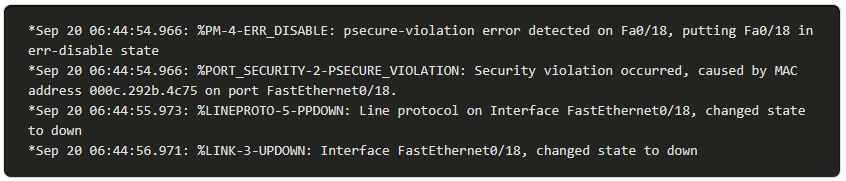 *Sep 20 06:44:54.966: %PM-4-ERR_DISABLE: psecure-violation error detected on Fa0/18, putting Fa0/18 in
err-disable state
*Sep 20 06:44:54.966: %PORT_SECURITY-2-PSECURE_VIOLATION: Security violation occurred, caused by MAC
address 000c.292b.4c75 on port FastEthernet0/18.
*Sep 20 06:44:55.973: %LINEPROTO-5-PPDOWN: Line protocol on Interface FastEthernet0/18, changed state
to down
*Sep 20 06:44:56.971: %LINK-3-UPDOWN: Interface FastEthernet0/18, changed state to down